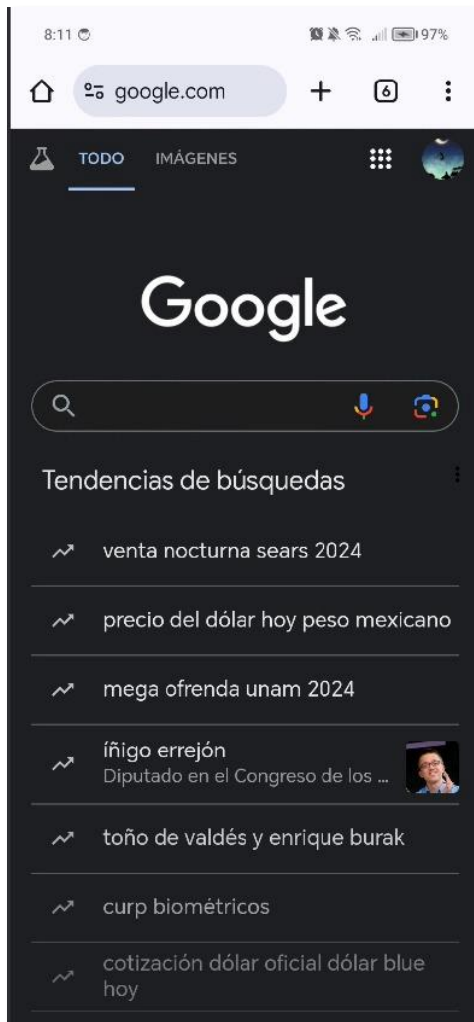 8:11
97%
google.com
6
TODO IMÁGENES
Google
Tendencias de búsquedas
venta nocturna sears 2024
precio del dólar hoy peso mexicano
mega ofrenda unam 2024
íñigo errejón
Diputado en el Congreso de los ...
toño de valdés y enrique burak
curp biométricos
cotización dólar oficial dólar blue
hoy